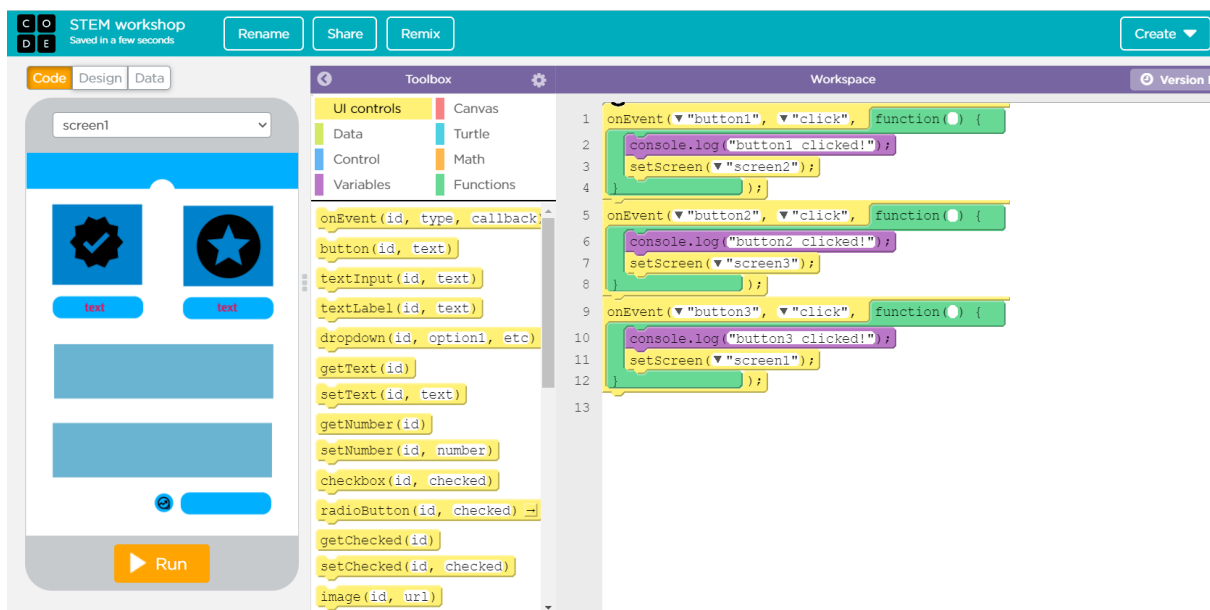 CODE
STEM workshop
Saved in a few seconds
Rename
Share
Remix
Create
Code
Design
Data
Toolbox
Workspace
Version
screen1
text
text
Run
UI controls
Canvas
Data
Turtle
Control
Math
Variables
Functions
onEvent(id, type, callback)
button(id, text)
textInput(id, text)
textLabel(id, text)
dropdown(id, option1, etc)
getText(id)
setText(id, text)
getNumber(id)
setNumber(id, number)
checkbox(id, checked)
radioButton(id, checked)
getChecked(id)
setChecked(id, checked)
image(id, url)
1 onEvent(▼"button1", ▼"click", function( ) {
2 console.log("button1 clicked!");
3 setScreen(▼"screen2");
4 });
5 onEvent(▼"button2", ▼"click", function( ) {
6 console.log("button2 clicked!");
7 setScreen(▼"screen3");
8 });
9 onEvent(▼"button3", ▼"click", function( ) {
10 console.log("button3 clicked!");
11 setScreen(▼"screen1");
12 });
13